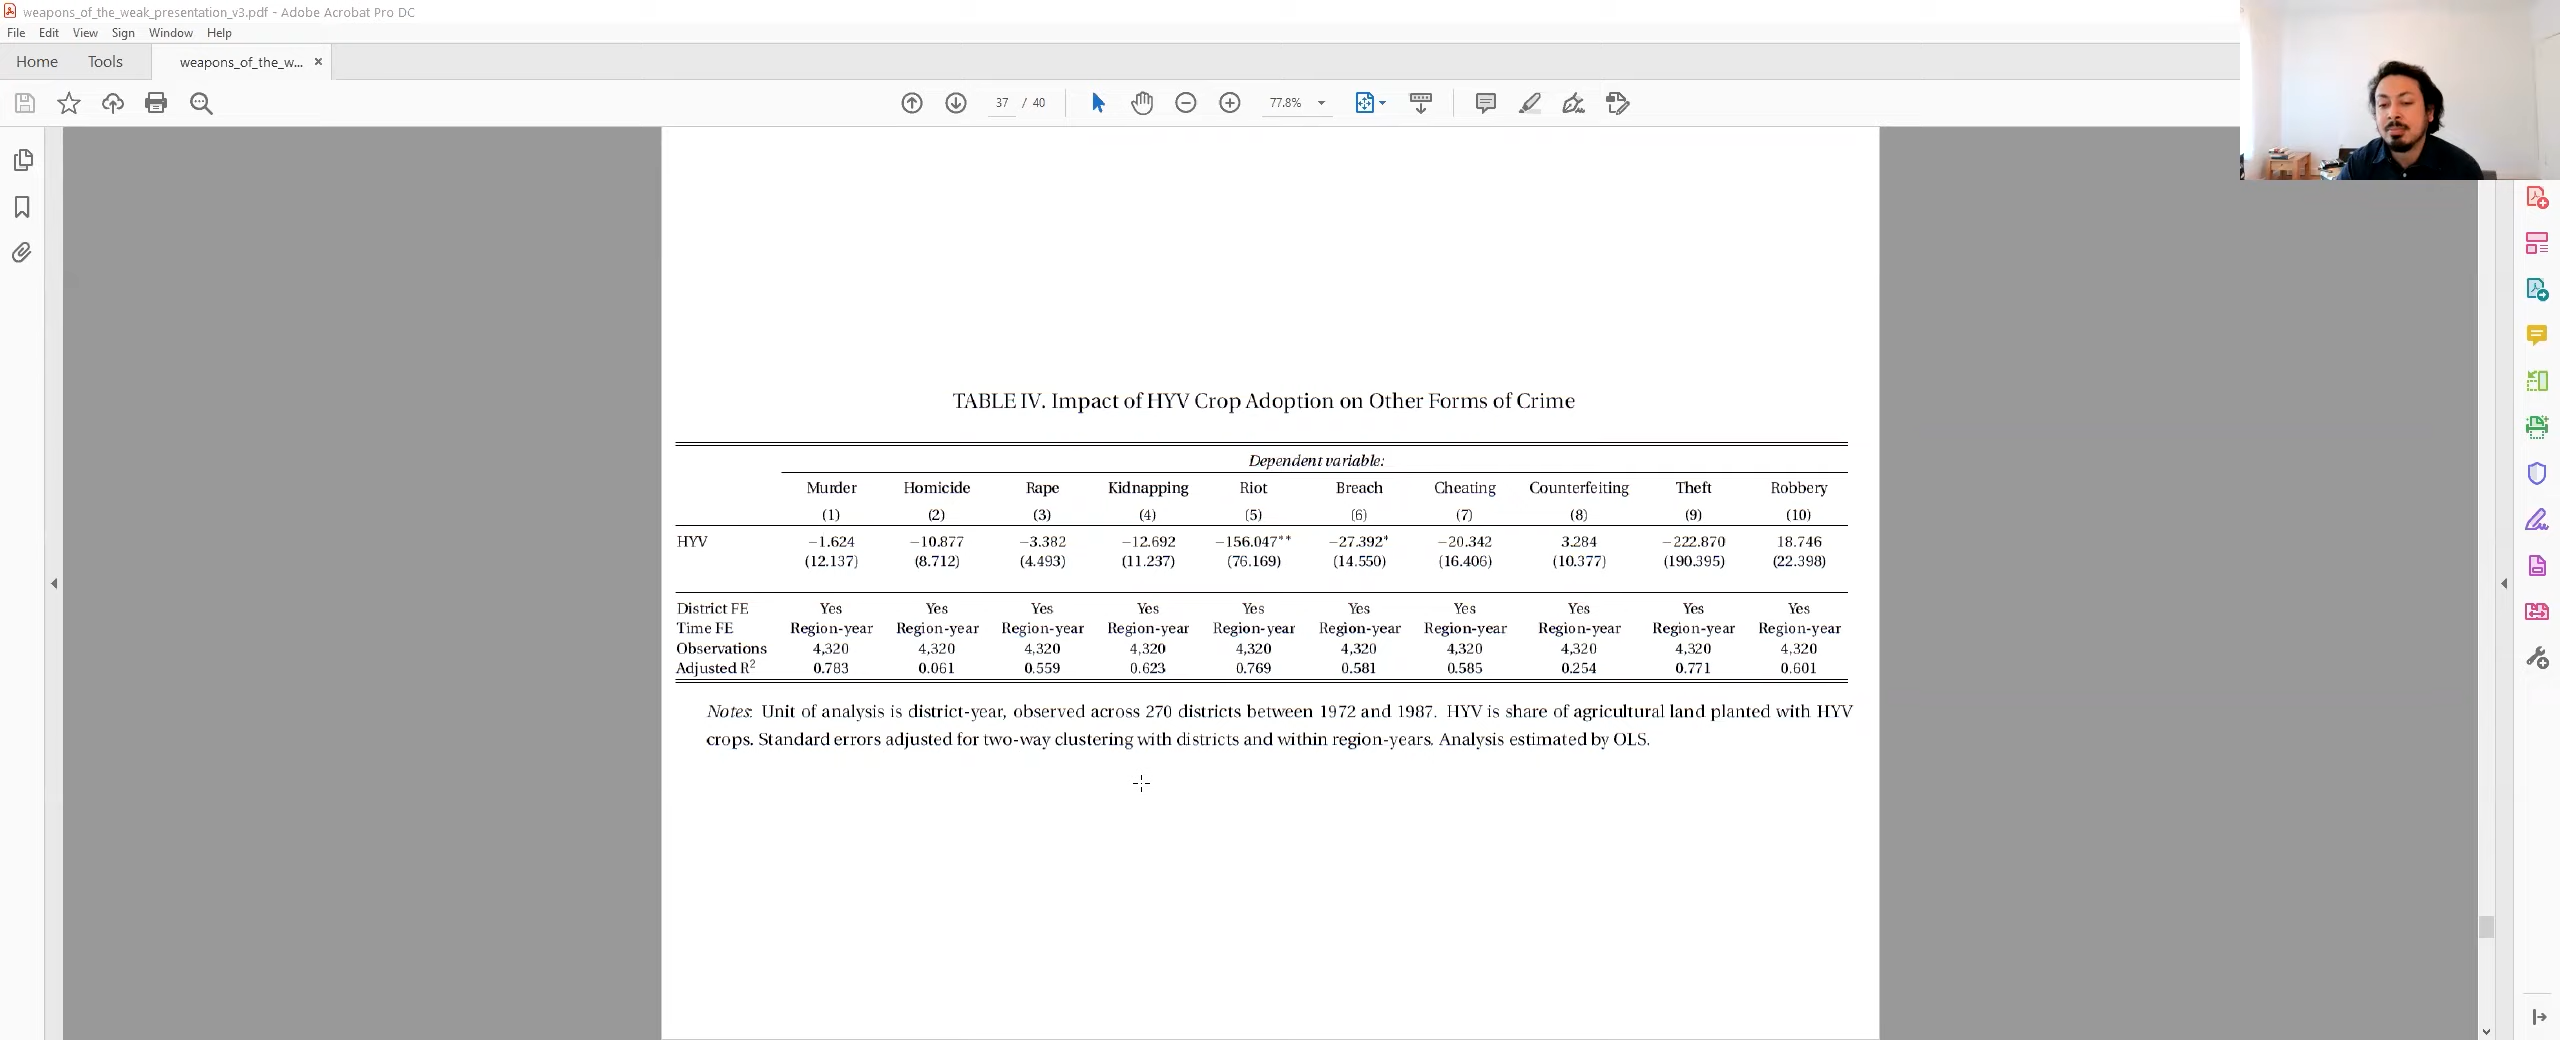 weapons_of_the_weak_presentation_v3.pdf - Adobe Acrobat Pro DC
File Edit View Sign Window Help
Home Tools weapons_of_the_w... ×
37 / 40 77.8%
TABLE IV. Impact of HYV Crop Adoption on Other Forms of Crime
Dependent variable:
Murder Homicide Rape Kidnapping Riot Breach Cheating Counterfeiting Theft Robbery
(1) (2) (3) (4) (5) (6) (7) (8) (9) (10)
HYV −1.624 −10.877 −3.382 −12.692 −156.047** −27.392* −20.342 3.284 −222.870 18.746
(12.137) (8.712) (4.493) (11.237) (76.169) (14.550) (16.406) (10.377) (190.395) (22.398)
District FE Yes Yes Yes Yes Yes Yes Yes Yes Yes Yes
Time FE Region-year Region-year Region-year Region-year Region-year Region-year Region-year Region-year Region-year Region-year
Observations 4,320 4,320 4,320 4,320 4,320 4,320 4,320 4,320 4,320 4,320
Adjusted R² 0.783 0.061 0.559 0.623 0.769 0.581 0.585 0.254 0.771 0.601
Notes: Unit of analysis is district-year, observed across 270 districts between 1972 and 1987. HYV is share of agricultural land planted with HYV
crops. Standard errors adjusted for two-way clustering with districts and within region-years. Analysis estimated by OLS.